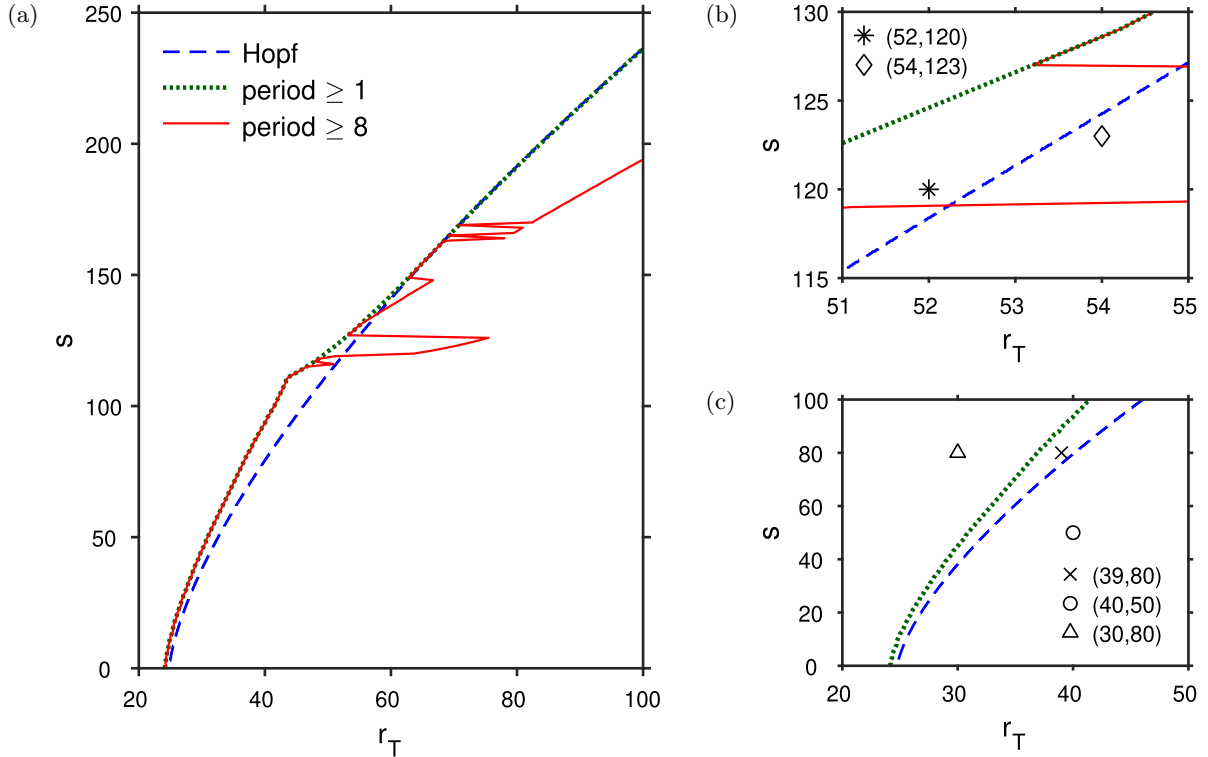 (a)
250
200
150
100
50
0
s
20 40 60 80 100
r_T
Hopf
period ≥ 1
period ≥ 8
(b)
130
125
120
115
s
51 52 53 54 55
r_T
(52,120)
(54,123)
(c)
100
80
60
40
20
0
s
20 30 40 50
r_T
(39,80)
(40,50)
(30,80)